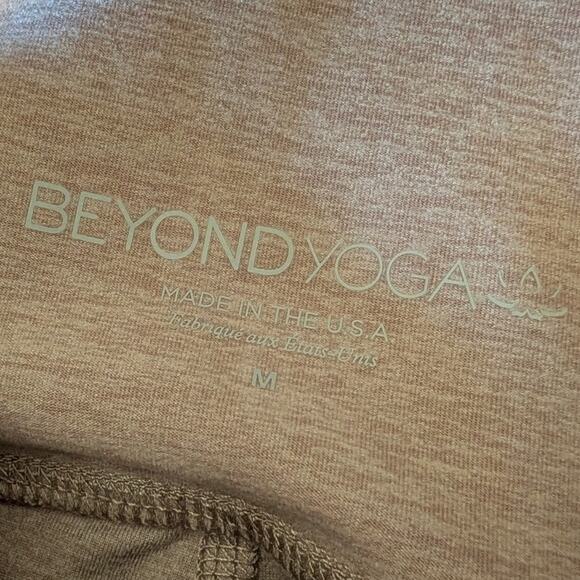 BEYOND YOGA
MADE IN THE U.S.A.
Fabriqué aux États-Unis
M